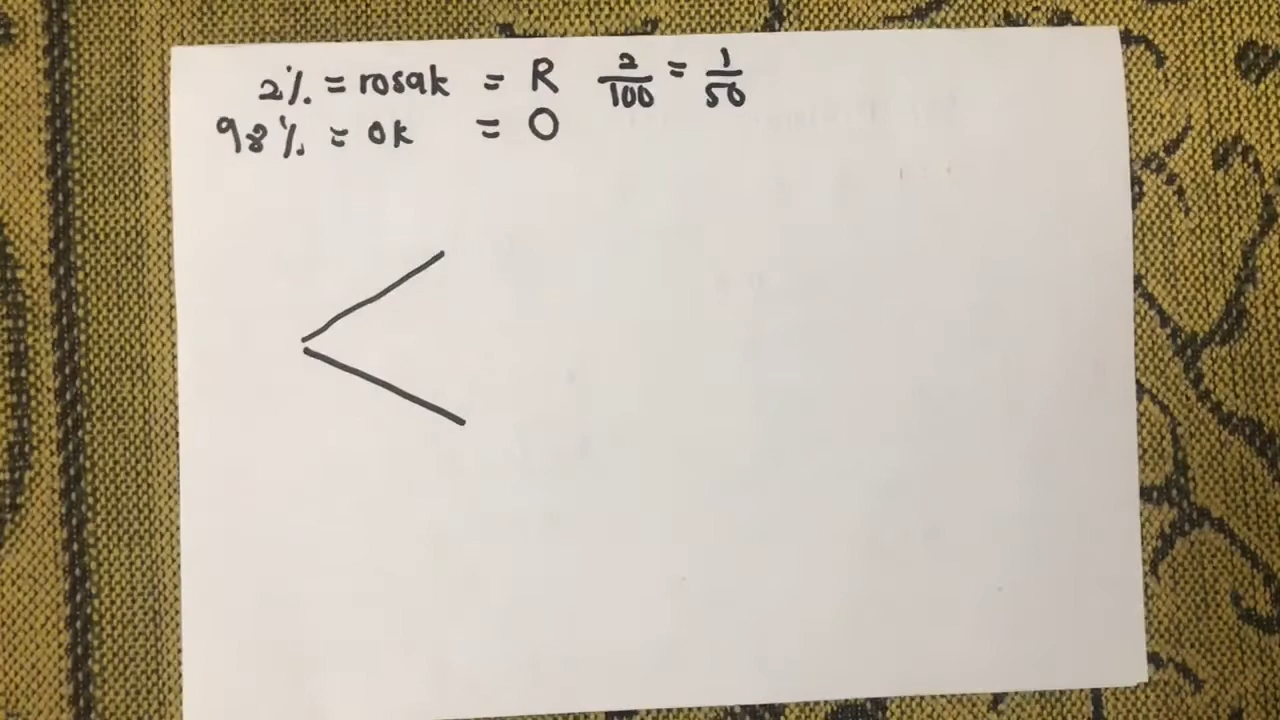 2% = rosak = R 2/100 = 1/50
98% = ok = O